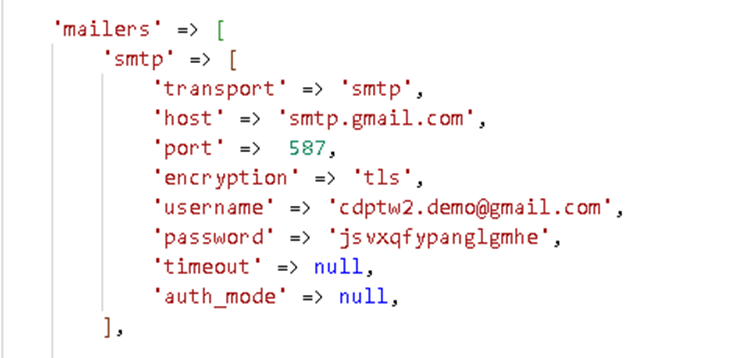 'mailers' => [
'smtp' => [
'transport' => 'smtp',
'host' => 'smtp.gmail.com',
'port' => 587,
'encryption' => 'tls',
'username' => 'cdptw2.demo@gmail.com',
'password' => 'jsvxqfypanglgmhe',
'timeout' => null,
'auth_mode' => null,
],